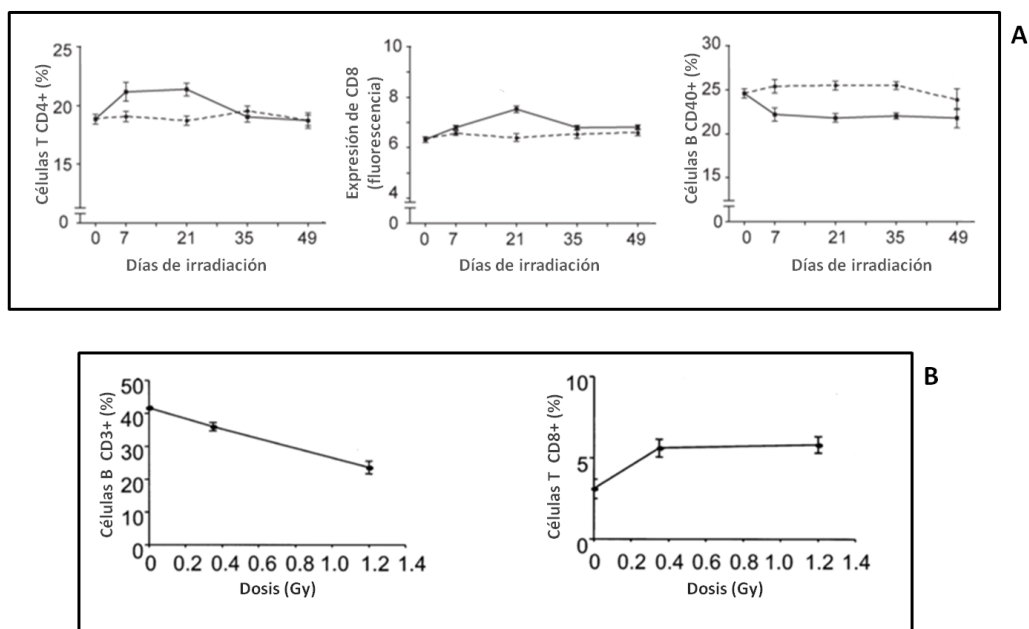 A
Células T CD4+ (%)
25
20
15
0
0 7 21 35 49
Días de irradiación
Expresión de CD8
(fluorescencia)
10
8
6
4
0
0 7 21 35 49
Días de irradiación
Células B CD40+ (%)
30
25
20
15
0
0 7 21 35 49
Días de irradiación
B
Células B CD3+ (%)
50
40
30
20
10
0
0 0.2 0.4 0.6 0.8 1.0 1.2 1.4
Dosis (Gy)
Células T CD8+ (%)
10
5
0
0 0.2 0.4 0.6 0.8 1.0 1.2 1.4
Dosis (Gy)